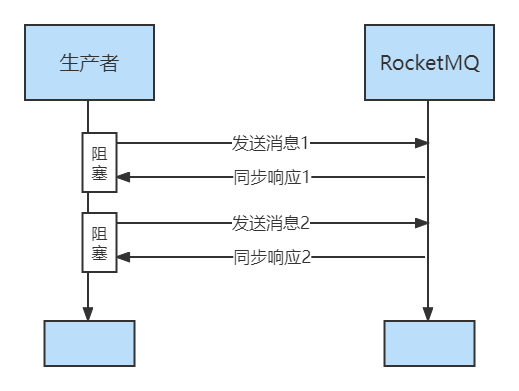 生产者
RocketMQ
阻
塞
发送消息1
同步响应1
阻
塞
发送消息2
同步响应2